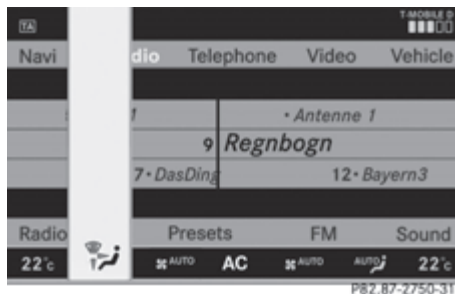 T-MOBILE D
TA
Navi dio Telephone Video Vehicle
1 • Antenne 1
9 Regnbogn
7 • DasDing 12 • Bayern3
Radio Presets FM Sound
22°c AUTO AC AUTO AUTO 22°c
P82.87-2750-31